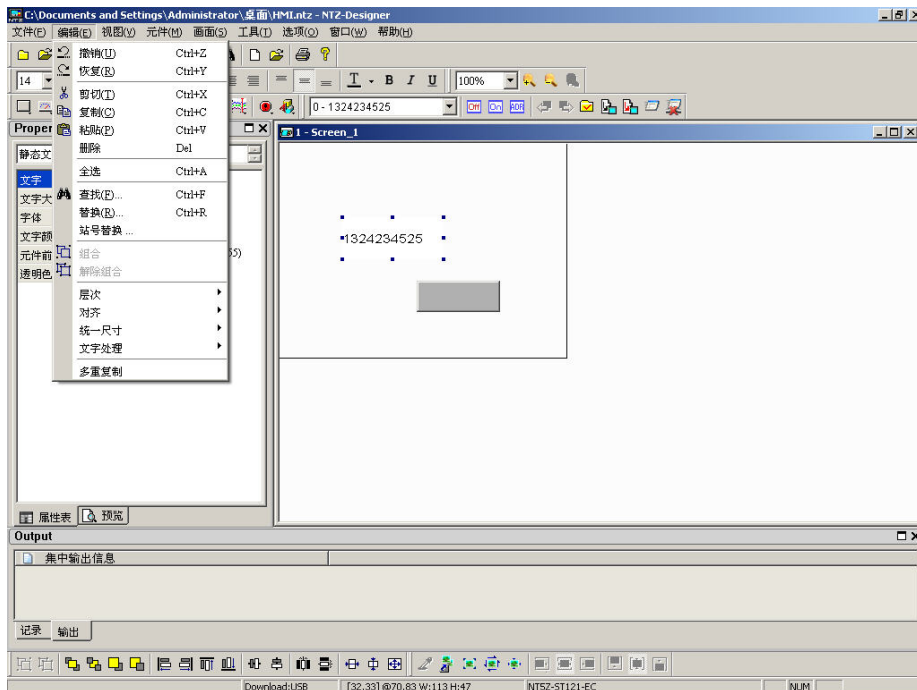 C:\Documents and Settings\Administrator\桌面\HMI.ntz - NTZ-Designer
文件(F) 编辑(E) 视图(V) 元件(M) 画面(S) 工具(T) 选项(O) 窗口(W) 帮助(H)
撤销(U) Ctrl+Z
恢复(R) Ctrl+Y
剪切(T) Ctrl+X
复制(C) Ctrl+C
粘贴(P) Ctrl+V
删除 Del
全选 Ctrl+A
查找(F)... Ctrl+F
替换(R)... Ctrl+R
站号替换 ...
组合
解除组合
层次
对齐
统一尺寸
文字处理
多重复制
14
T B I U 100%
0 - 1324234525
Off On ADR
Proper
静态文
文字
文字大
字体
文字颜
元件前 55)
透明色
属性表 预览
1 - Screen_1
1324234525
Output
集中输出信息
记录 输出
Download:USB [32,33]@70,83 W:113 H:47 NT5Z-ST121-EC NUM